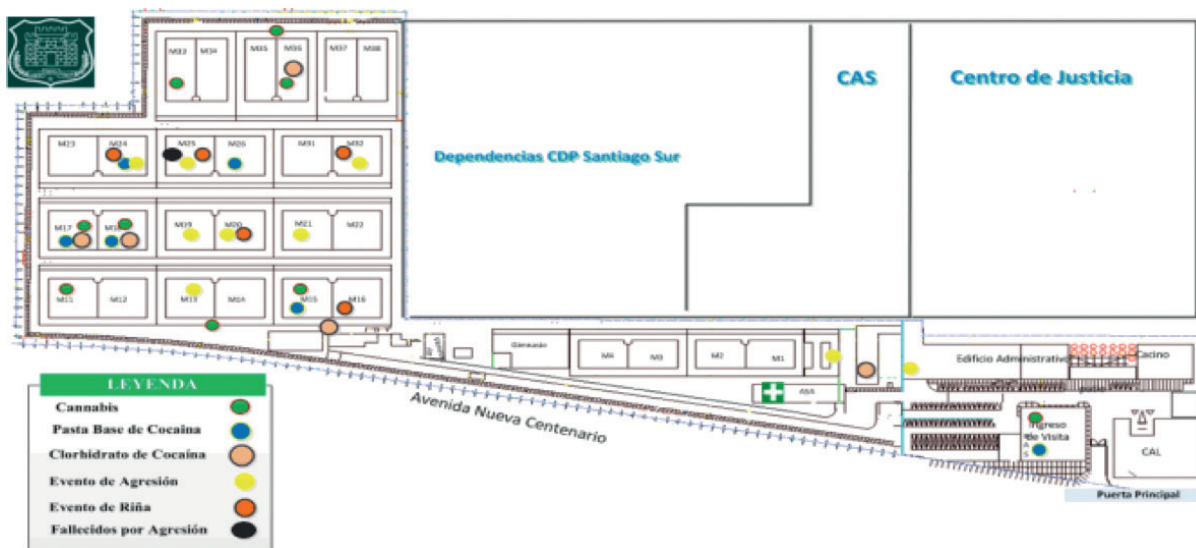 M33 M34 M35 M36 M37 M38
CAS
Centro de Justicia
M23 M24 M25 M26 M31 M32
Dependencias CDP Santiago Sur
M17 M18 M19 M20 M21 M22
M11 M12 M13 M14 M15 M16
Gimnasio
M4 M3 M2 M1
Edificio Administrativo
Cacino
ASA
Avenida Nueva Centenario
Ingreso
de Visita
CAL
Puerta Principal
LEYENDA
Cannabis
Pasta Base de Cocaina
Clorhidrato de Cocaína
Evento de Agresión
Evento de Riña
Fallecidos por Agresión